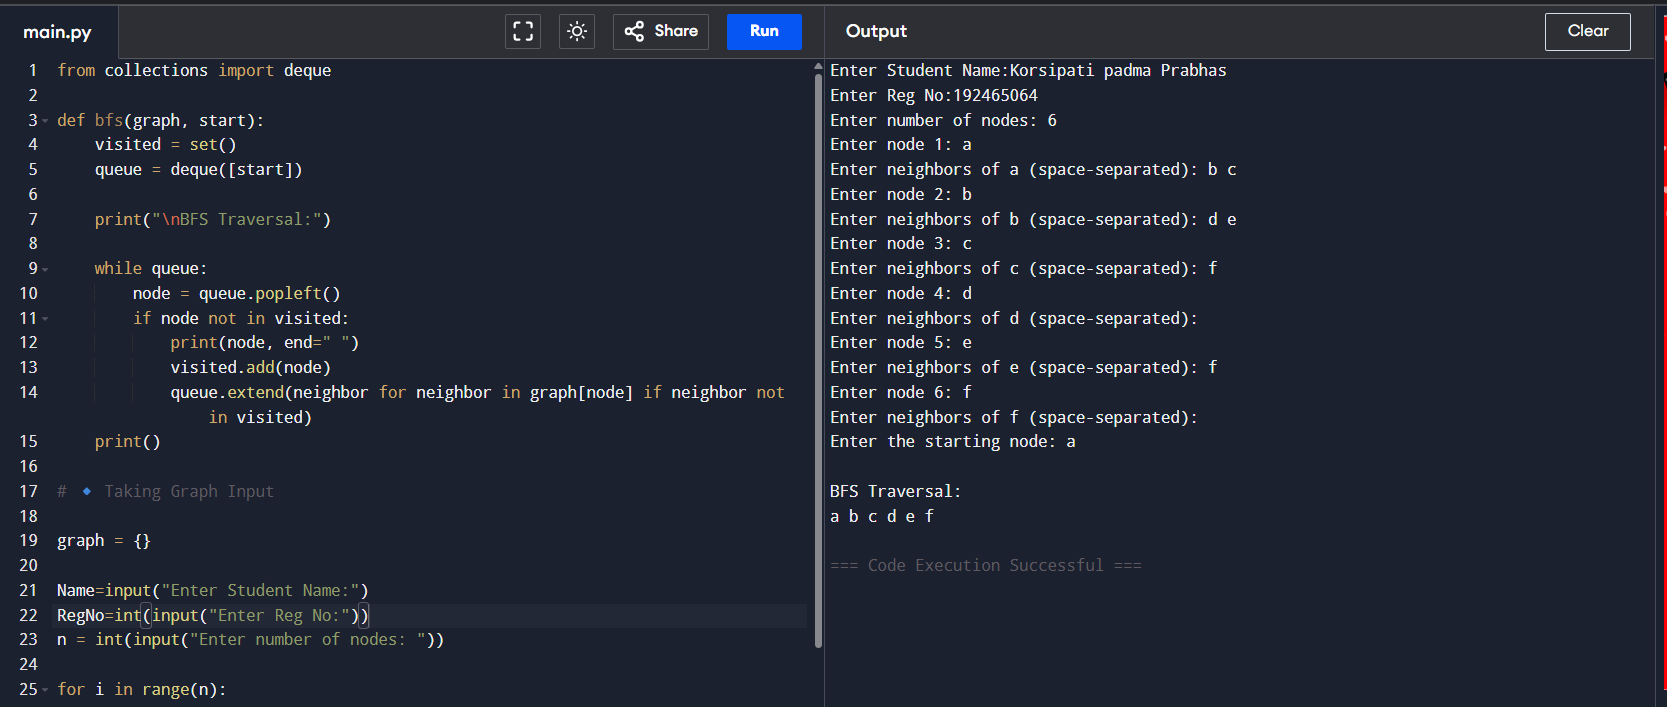 main.py
Share
Run
Output
Clear
1 from collections import deque
2
3 def bfs(graph, start):
4     visited = set()
5     queue = deque([start])
6
7     print("\nBFS Traversal:")
8
9     while queue:
10         node = queue.popleft()
11         if node not in visited:
12             print(node, end=" ")
13             visited.add(node)
14             queue.extend(neighbor for neighbor in graph[node] if neighbor not
                 in visited)
15     print()
16
17 # 🔹 Taking Graph Input
18
19 graph = {}
20
21 Name=input("Enter Student Name:")
22 RegNo=int(input("Enter Reg No:"))
23 n = int(input("Enter number of nodes: "))
24
25 for i in range(n):
Enter Student Name:Korsipati padma Prabhas
Enter Reg No:192465064
Enter number of nodes: 6
Enter node 1: a
Enter neighbors of a (space-separated): b c
Enter node 2: b
Enter neighbors of b (space-separated): d e
Enter node 3: c
Enter neighbors of c (space-separated): f
Enter node 4: d
Enter neighbors of d (space-separated):
Enter node 5: e
Enter neighbors of e (space-separated): f
Enter node 6: f
Enter neighbors of f (space-separated):
Enter the starting node: a

BFS Traversal:
a b c d e f

=== Code Execution Successful ===